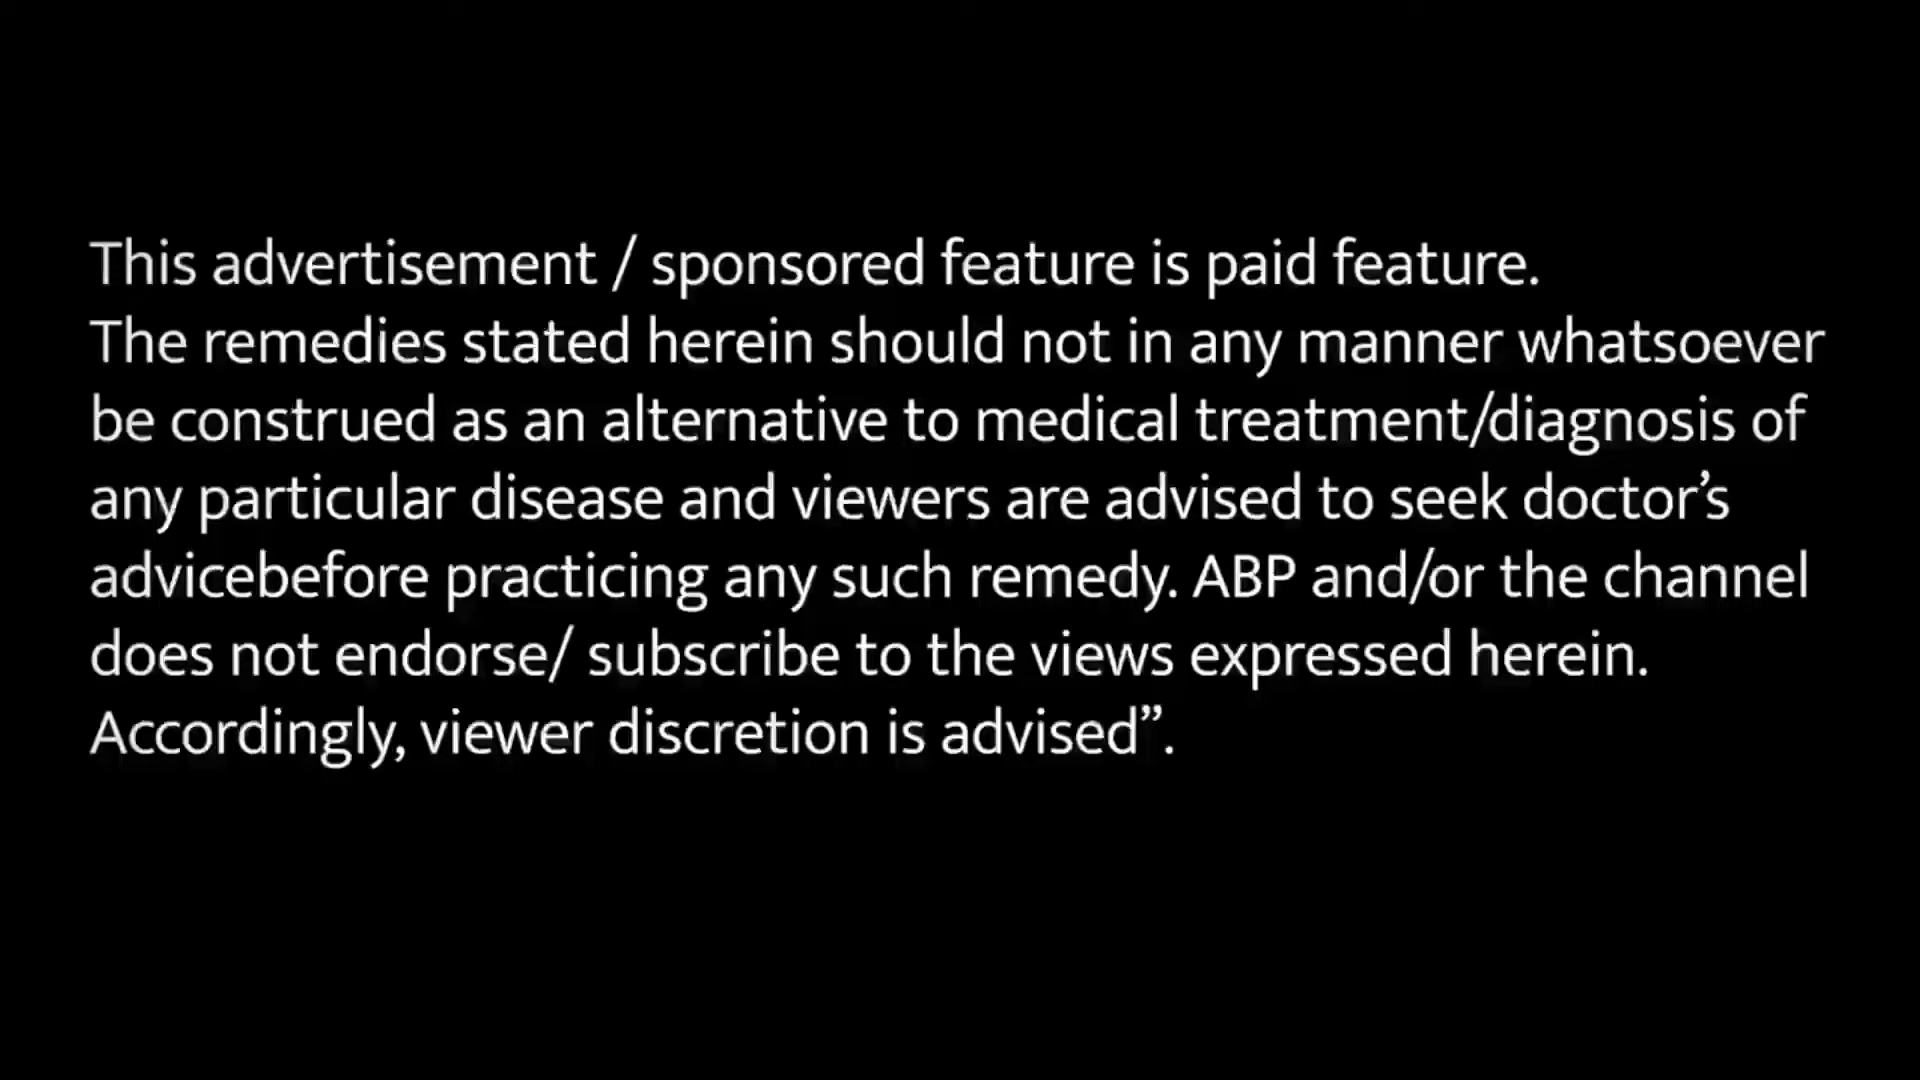 This advertisement / sponsored feature is paid feature.
The remedies stated herein should not in any manner whatsoever
be construed as an alternative to medical treatment/diagnosis of
any particular disease and viewers are advised to seek doctor’s
advicebefore practicing any such remedy. ABP and/or the channel
does not endorse/ subscribe to the views expressed herein.
Accordingly, viewer discretion is advised”.